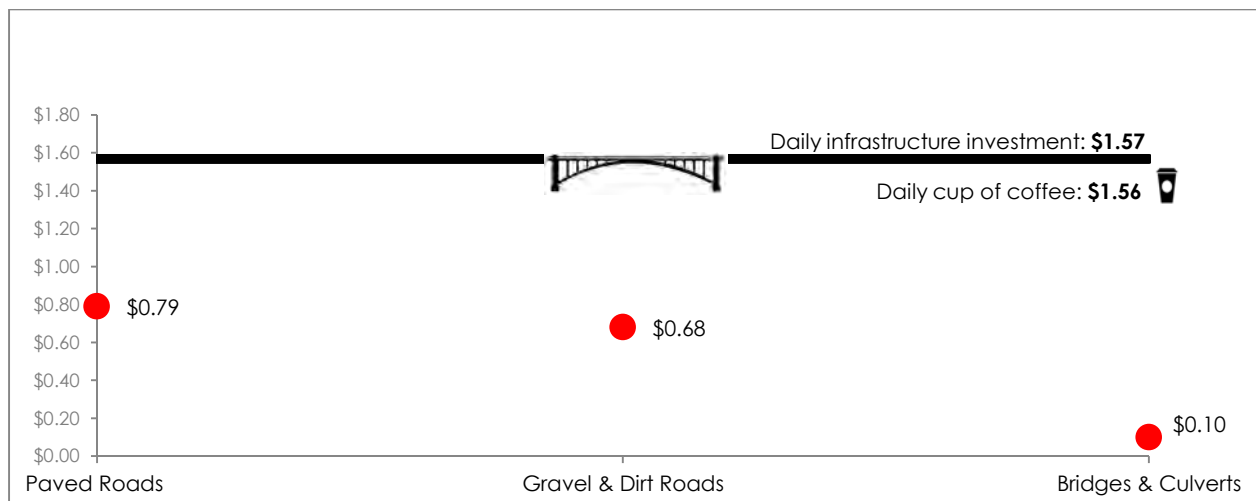 $1.80
Daily infrastructure investment: $1.57
$1.60
$1.40
Daily cup of coffee: $1.56
$1.20
$1.00
$0.80
$0.79
$0.68
$0.60
$0.40
$0.20
$0.10
$0.00
Paved Roads
Gravel & Dirt Roads
Bridges & Culverts